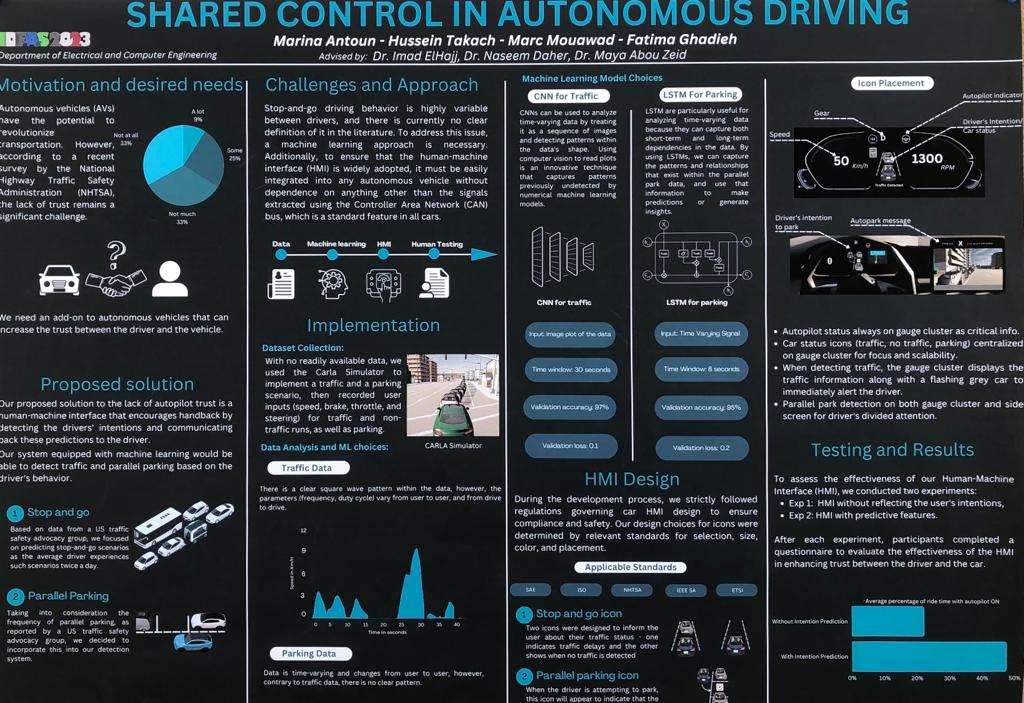 SHARED CONTROL IN AUTONOMOUS DRIVING
Marina Antoun - Hussein Takach - Marc Mouawad - Fatima Ghadieh
Advised by: Dr. Imad ElHajj, Dr. Naseem Daher, Dr. Maya Abou Zeid
Department of Electrical and Computer Engineering
Motivation and desired needs
Autonomous vehicles (AVs)
have the potential to
revolutionize
transportation. However,
according to a recent
survey by the National
Highway Traffic Safety
Administration (NHTSA),
the lack of trust remains a
significant challenge.
A lot
9%
Some
25%
Not much
33%
Not at all
33%
We need an add-on to autonomous vehicles that can
increase the trust between the driver and the vehicle.
Proposed solution
Our proposed solution to the lack of autopilot trust is a
human-machine interface that encourages handback by
detecting the drivers' intentions and communicating
back these predictions to the driver.
Our system equipped with machine learning would be
able to detect traffic and parallel parking based on the
driver's behavior.
1 Stop and go
Based on data from a US traffic
safety advocacy group, we focused
on predicting stop-and-go scenarios
as the average driver experiences
such scenarios twice a day.
2 Parallel Parking
Taking into consideration the
frequency of parallel parking, as
reported by a US traffic safety
advocacy group, we decided to
incorporate this into our detection
system.
Challenges and Approach
Stop-and-go driving behavior is highly variable
between drivers, and there is currently no clear
definition of it in the literature. To address this issue,
a machine learning approach is necessary.
Additionally, to ensure that the human-machine
interface (HMI) is widely adopted, it must be easily
integrated into any autonomous vehicle without
dependence on anything other than the signals
extracted using the Controller Area Network (CAN)
bus, which is a standard feature in all cars.
Data
Machine learning
HMI
Human Testing
Implementation
Dataset Collection:
With no readily available data, we
used the Carla Simulator to
implement a traffic and a parking
scenario, then recorded user
inputs (speed, brake, throttle, and
steering) for traffic and non-
traffic runs, as well as parking.
CARLA Simulator
Data Analysis and ML choices:
Traffic Data
There is a clear square wave pattern within the data, however, the
parameters (frequency, duty cycle) vary from user to user, and from drive
to drive.
Speed in Km/h
12
9
6
3
0
0 5 10 15 20 25 30 35 40
Time in seconds
Parking Data
Data is time-varying and changes from user to user, however,
contrary to traffic data, there is no clear pattern.
Machine Learning Model Choices
CNN for Traffic
CNNs can be used to analyze
time-varying data by treating
it as a sequence of images
and detecting patterns within
the data's shape. Using
computer vision to read plots
is an innovative technique
that captures patterns
previously undetected by
numerical machine learning
models.
CNN for traffic
Input: image plot of the data
Time window: 30 seconds
Validation accuracy: 97%
Validation loss: 0.1
LSTM For Parking
LSTM are particularly useful for
analyzing time-varying data
because they can capture both
short-term and long-term
dependencies in the data. By
using LSTMs, we can capture
the patterns and relationships
that exist within the parallel
park data, and use that
information to make
predictions or generate
insights.
LSTM for parking
Input: Time Varying Signal
Time Window: 8 seconds
Validation accuracy: 95%
Validation loss: 0.2
HMI Design
During the development process, we strictly followed
regulations governing car HMI design to ensure
compliance and safety. Our design choices for icons were
determined by relevant standards for selection, size,
color, and placement.
Applicable Standards
SAE
ISO
NHTSA
IEEE SA
ETSI
1 Stop and go icon
Two icons were designed to inform the
user about their traffic status - one
indicates traffic delays and the other
shows when no traffic is detected
2 Parallel parking icon
When the driver is attempting to park,
this icon will appear to indicate that the
Icon Placement
Autopilot indicator
Gear
Driver's Intention/
Car status
Speed
50 Km/h
1300 RPM
Traffic Detected
Driver's intention
to park
Autopark message
0
• Autopilot status always on gauge cluster as critical info.
• Car status icons (traffic, no traffic, parking) centralized
on gauge cluster for focus and scalability.
• When detecting traffic, the gauge cluster displays the
traffic information along with a flashing grey car to
immediately alert the driver.
• Parallel park detection on both gauge cluster and side
screen for driver's divided attention.
Testing and Results
To assess the effectiveness of our Human-Machine
Interface (HMI), we conducted two experiments:
• Exp 1: HMI without reflecting the user's intentions,
• Exp 2: HMI with predictive features.
After each experiment, participants completed a
questionnaire to evaluate the effectiveness of the HMI
in enhancing trust between the driver and the car.
Average percentage of ride time with autopilot ON
Without Intention Prediction
With Intention Prediction
0% 10% 20% 30% 40% 50%